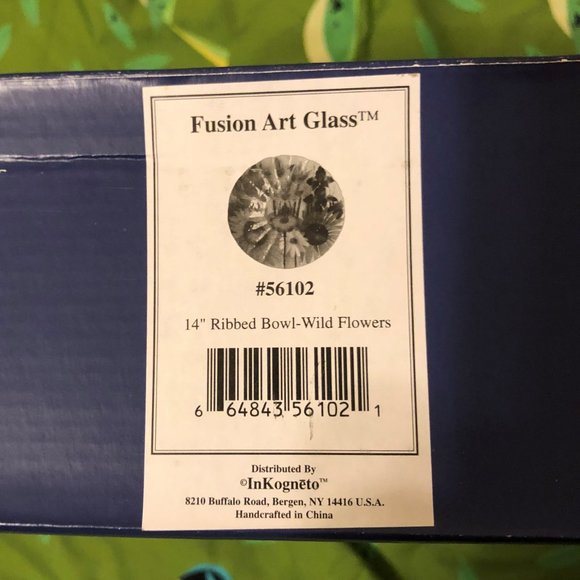 Fusion Art Glass™
#56102
14" Ribbed Bowl-Wild Flowers
6 64843 56102 1
Distributed By
©InKognēto™
8210 Buffalo Road, Bergen, NY 14416 U.S.A.
Handcrafted in China